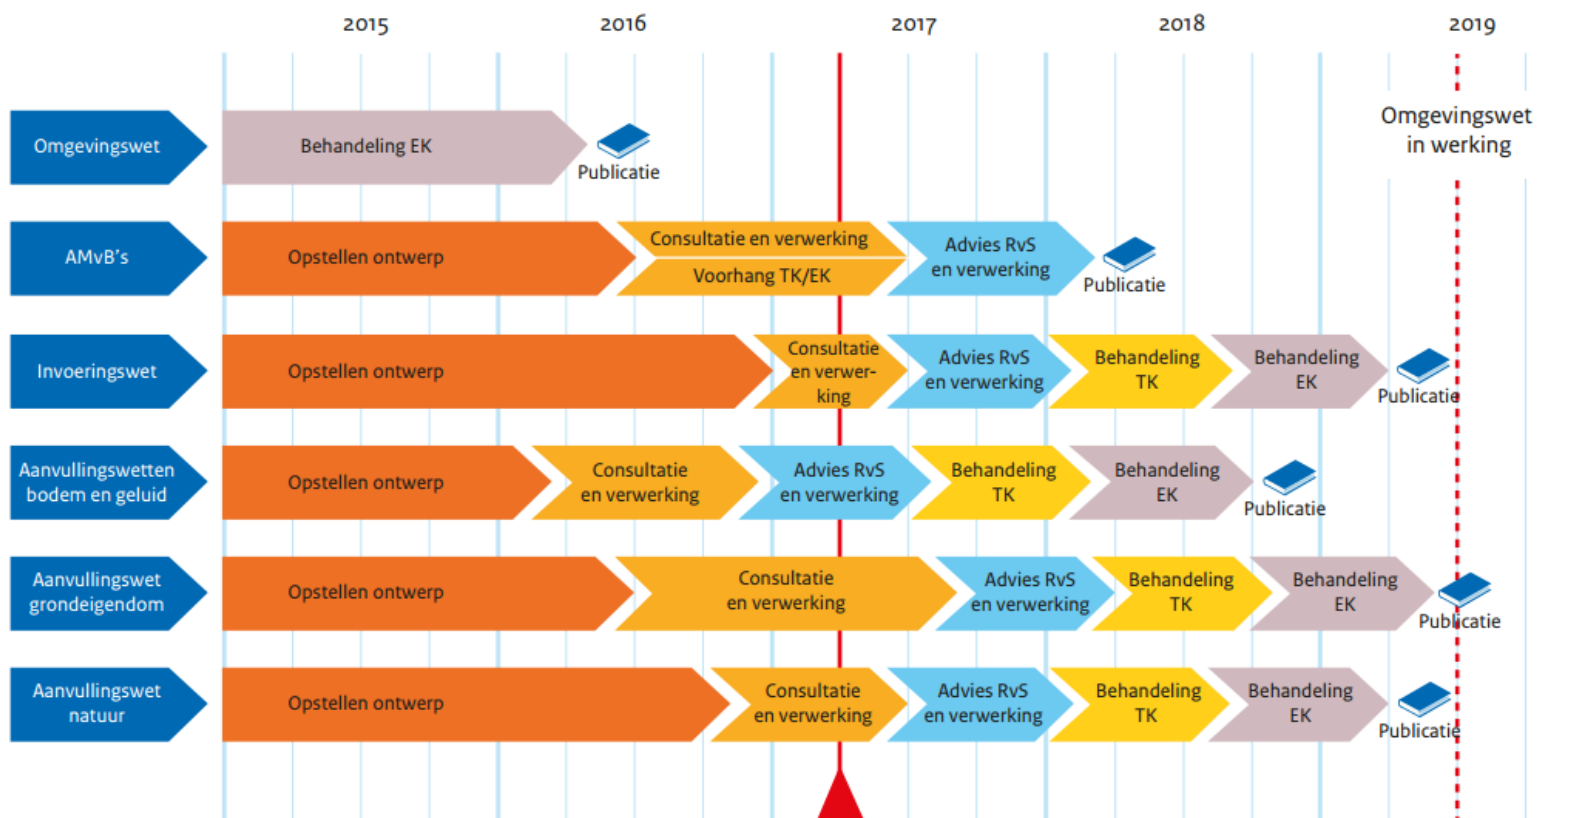 2015 2016 2017 2018 2019
Omgevingswet
in werking
Omgevingswet
Behandeling EK
Publicatie
AMvB's
Opstellen ontwerp
Consultatie en verwerking
Voorhang TK/EK
Advies RvS
en verwerking
Publicatie
Invoeringswet
Opstellen ontwerp
Consultatie
en verwer-
king
Advies RvS
en verwerking
Behandeling
TK
Behandeling
EK
Publicatie
Aanvullingswetten
bodem en geluid
Opstellen ontwerp
Consultatie
en verwerking
Advies RvS
en verwerking
Behandeling
TK
Behandeling
EK
Publicatie
Aanvullingswet
grondeigendom
Opstellen ontwerp
Consultatie
en verwerking
Advies RvS
en verwerking
Behandeling
TK
Behandeling
EK
Publicatie
Aanvullingswet
natuur
Opstellen ontwerp
Consultatie
en verwerking
Advies RvS
en verwerking
Behandeling
TK
Behandeling
EK
Publicatie